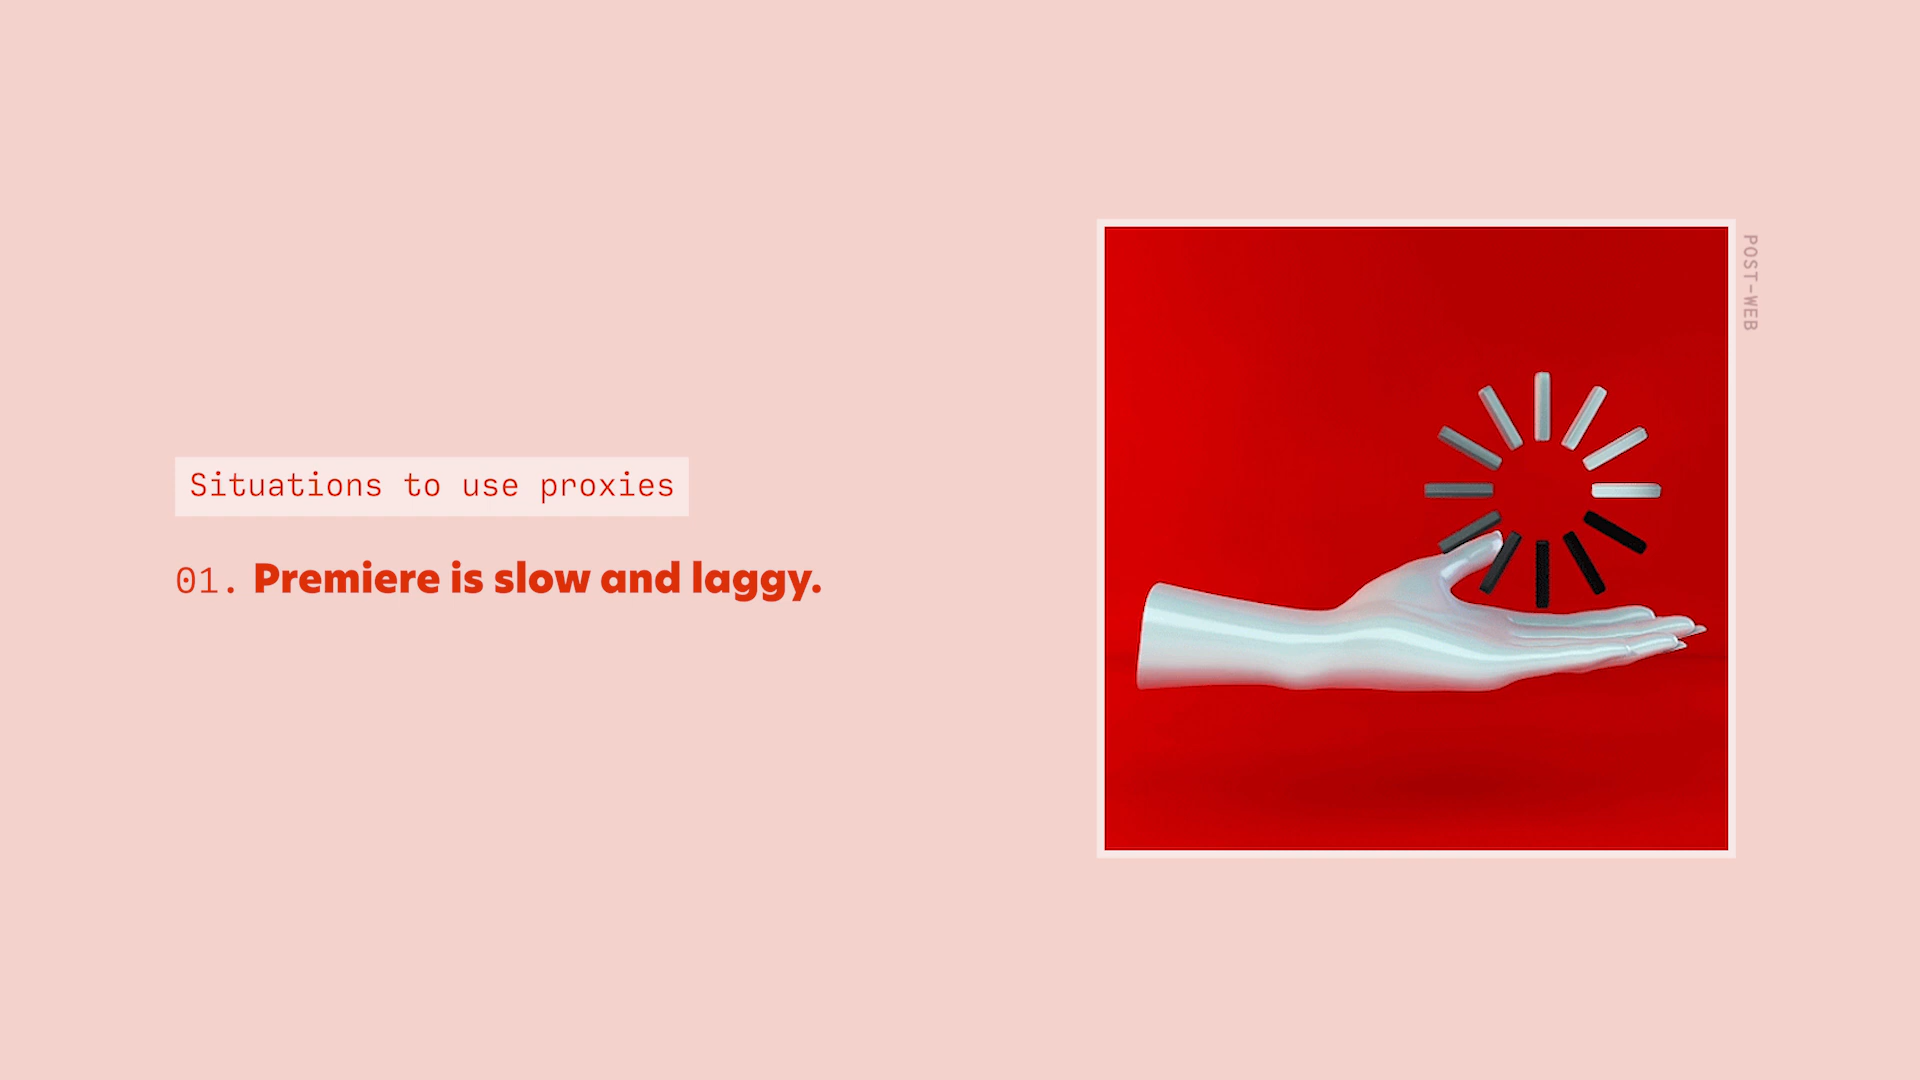 Situations to use proxies
01. Premiere is slow and laggy.
POST-WEB